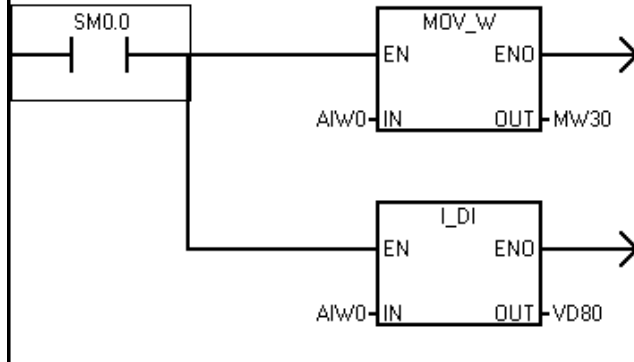 SM0.0
MOV_W
EN ENO
AIW0 IN OUT MW30
I_DI
EN ENO
AIW0 IN OUT VD80